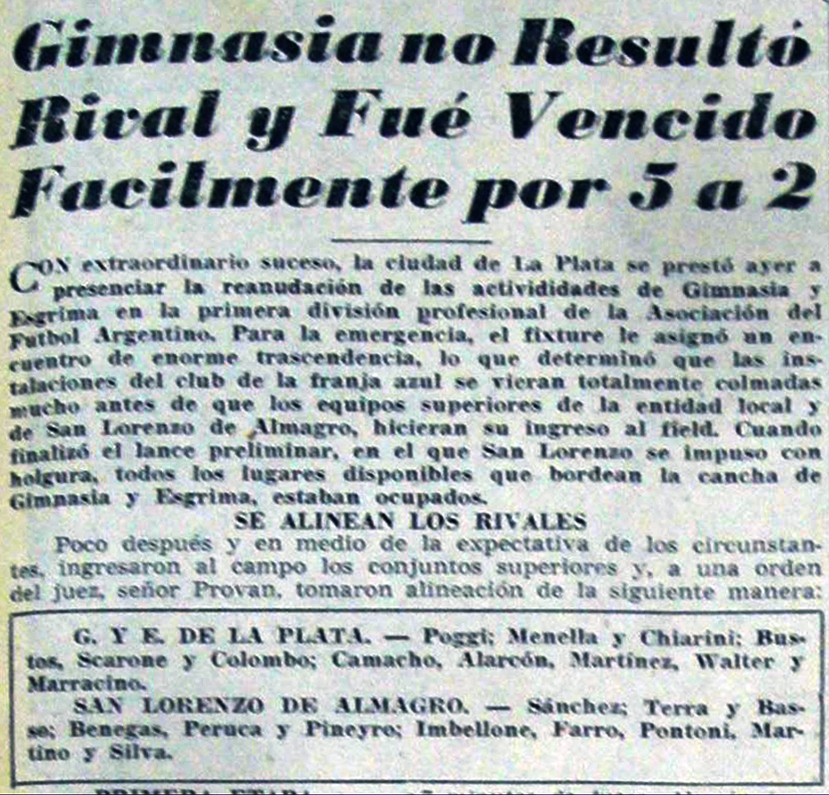 Gimnasia no Resultó
Rival y Fué Vencido
Facilmente por 5 a 2
CON extraordinario suceso, la ciudad de La Plata se prestó ayer a
presenciar la reanudación de las activididades de Gimnasia y
Esgrima en la primera división profesional de la Asociación del
Futbol Argentino. Para la emergencia, el fixture le asignó un en-
cuentro de enorme trascendencia, lo que determinó que las ins-
talaciones del club de la franja azul se vieran totalmente colmadas
mucho antes de que los equipos superiores de la entidad local y
de San Lorenzo de Almagro, hicieran su ingreso al field. Cuando
finalizó el lance preliminar, en el que San Lorenzo se impuso con
holgura, todos los lugares disponibles que bordean la cancha de
Gimnasia y Esgrima, estaban ocupados.
SE ALINEAN LOS RIVALES
Poco después y en medio de la expectativa de los circunstan-
tes, ingresaron al campo los conjuntos superiores y, a una orden
del juez, señor Provan, tomaron alineación de la siguiente manera:
G. Y E. DE LA PLATA. — Poggi; Menella y Chiarini; Bus-
tos, Scarone y Colombo; Camacho, Alarcón, Martínez, Walter y
Marracino.
SAN LORENZO DE ALMAGRO. — Sánchez; Terra y Bas-
so; Benegas, Peruca y Pineyro; Imbellone, Farro, Pontoni, Mar-
tino y Silva.
PRIMERA ETAPA